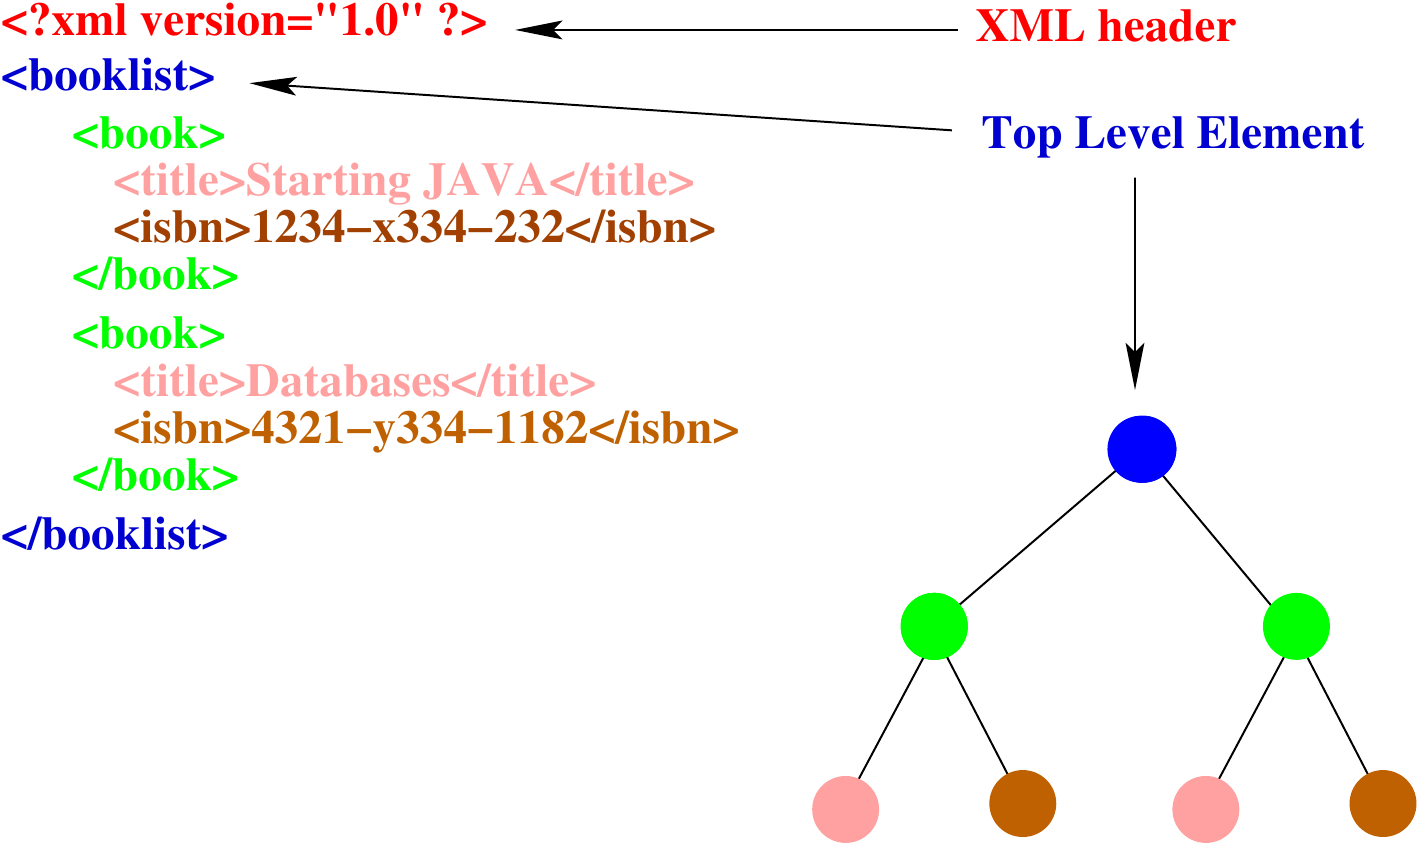 <?xml version="1.0" ?>
XML header
<booklist>
Top Level Element
<book>
<title>Starting JAVA</title>
<isbn>1234−x334−232</isbn>
</book>
<book>
<title>Databases</title>
<isbn>4321−y334−1182</isbn>
</book>
</booklist>